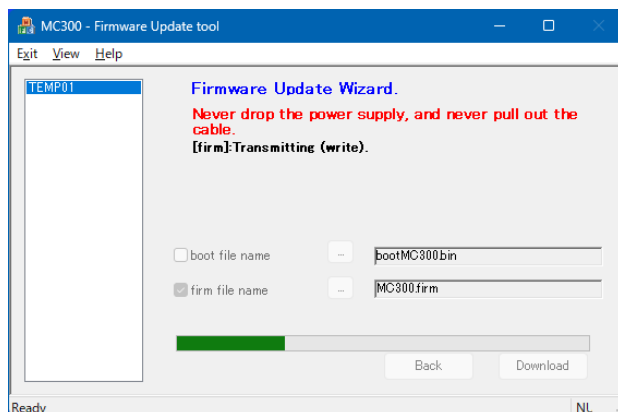 MC300 - Firmware Update tool
Exit View Help
TEMP01
Firmware Update Wizard.
Never drop the power supply, and never pull out the
cable.
[firm]:Transmitting (write).
boot file name ... bootMC300.bin
firm file name ... MC300.firm
Back Download
Ready NL